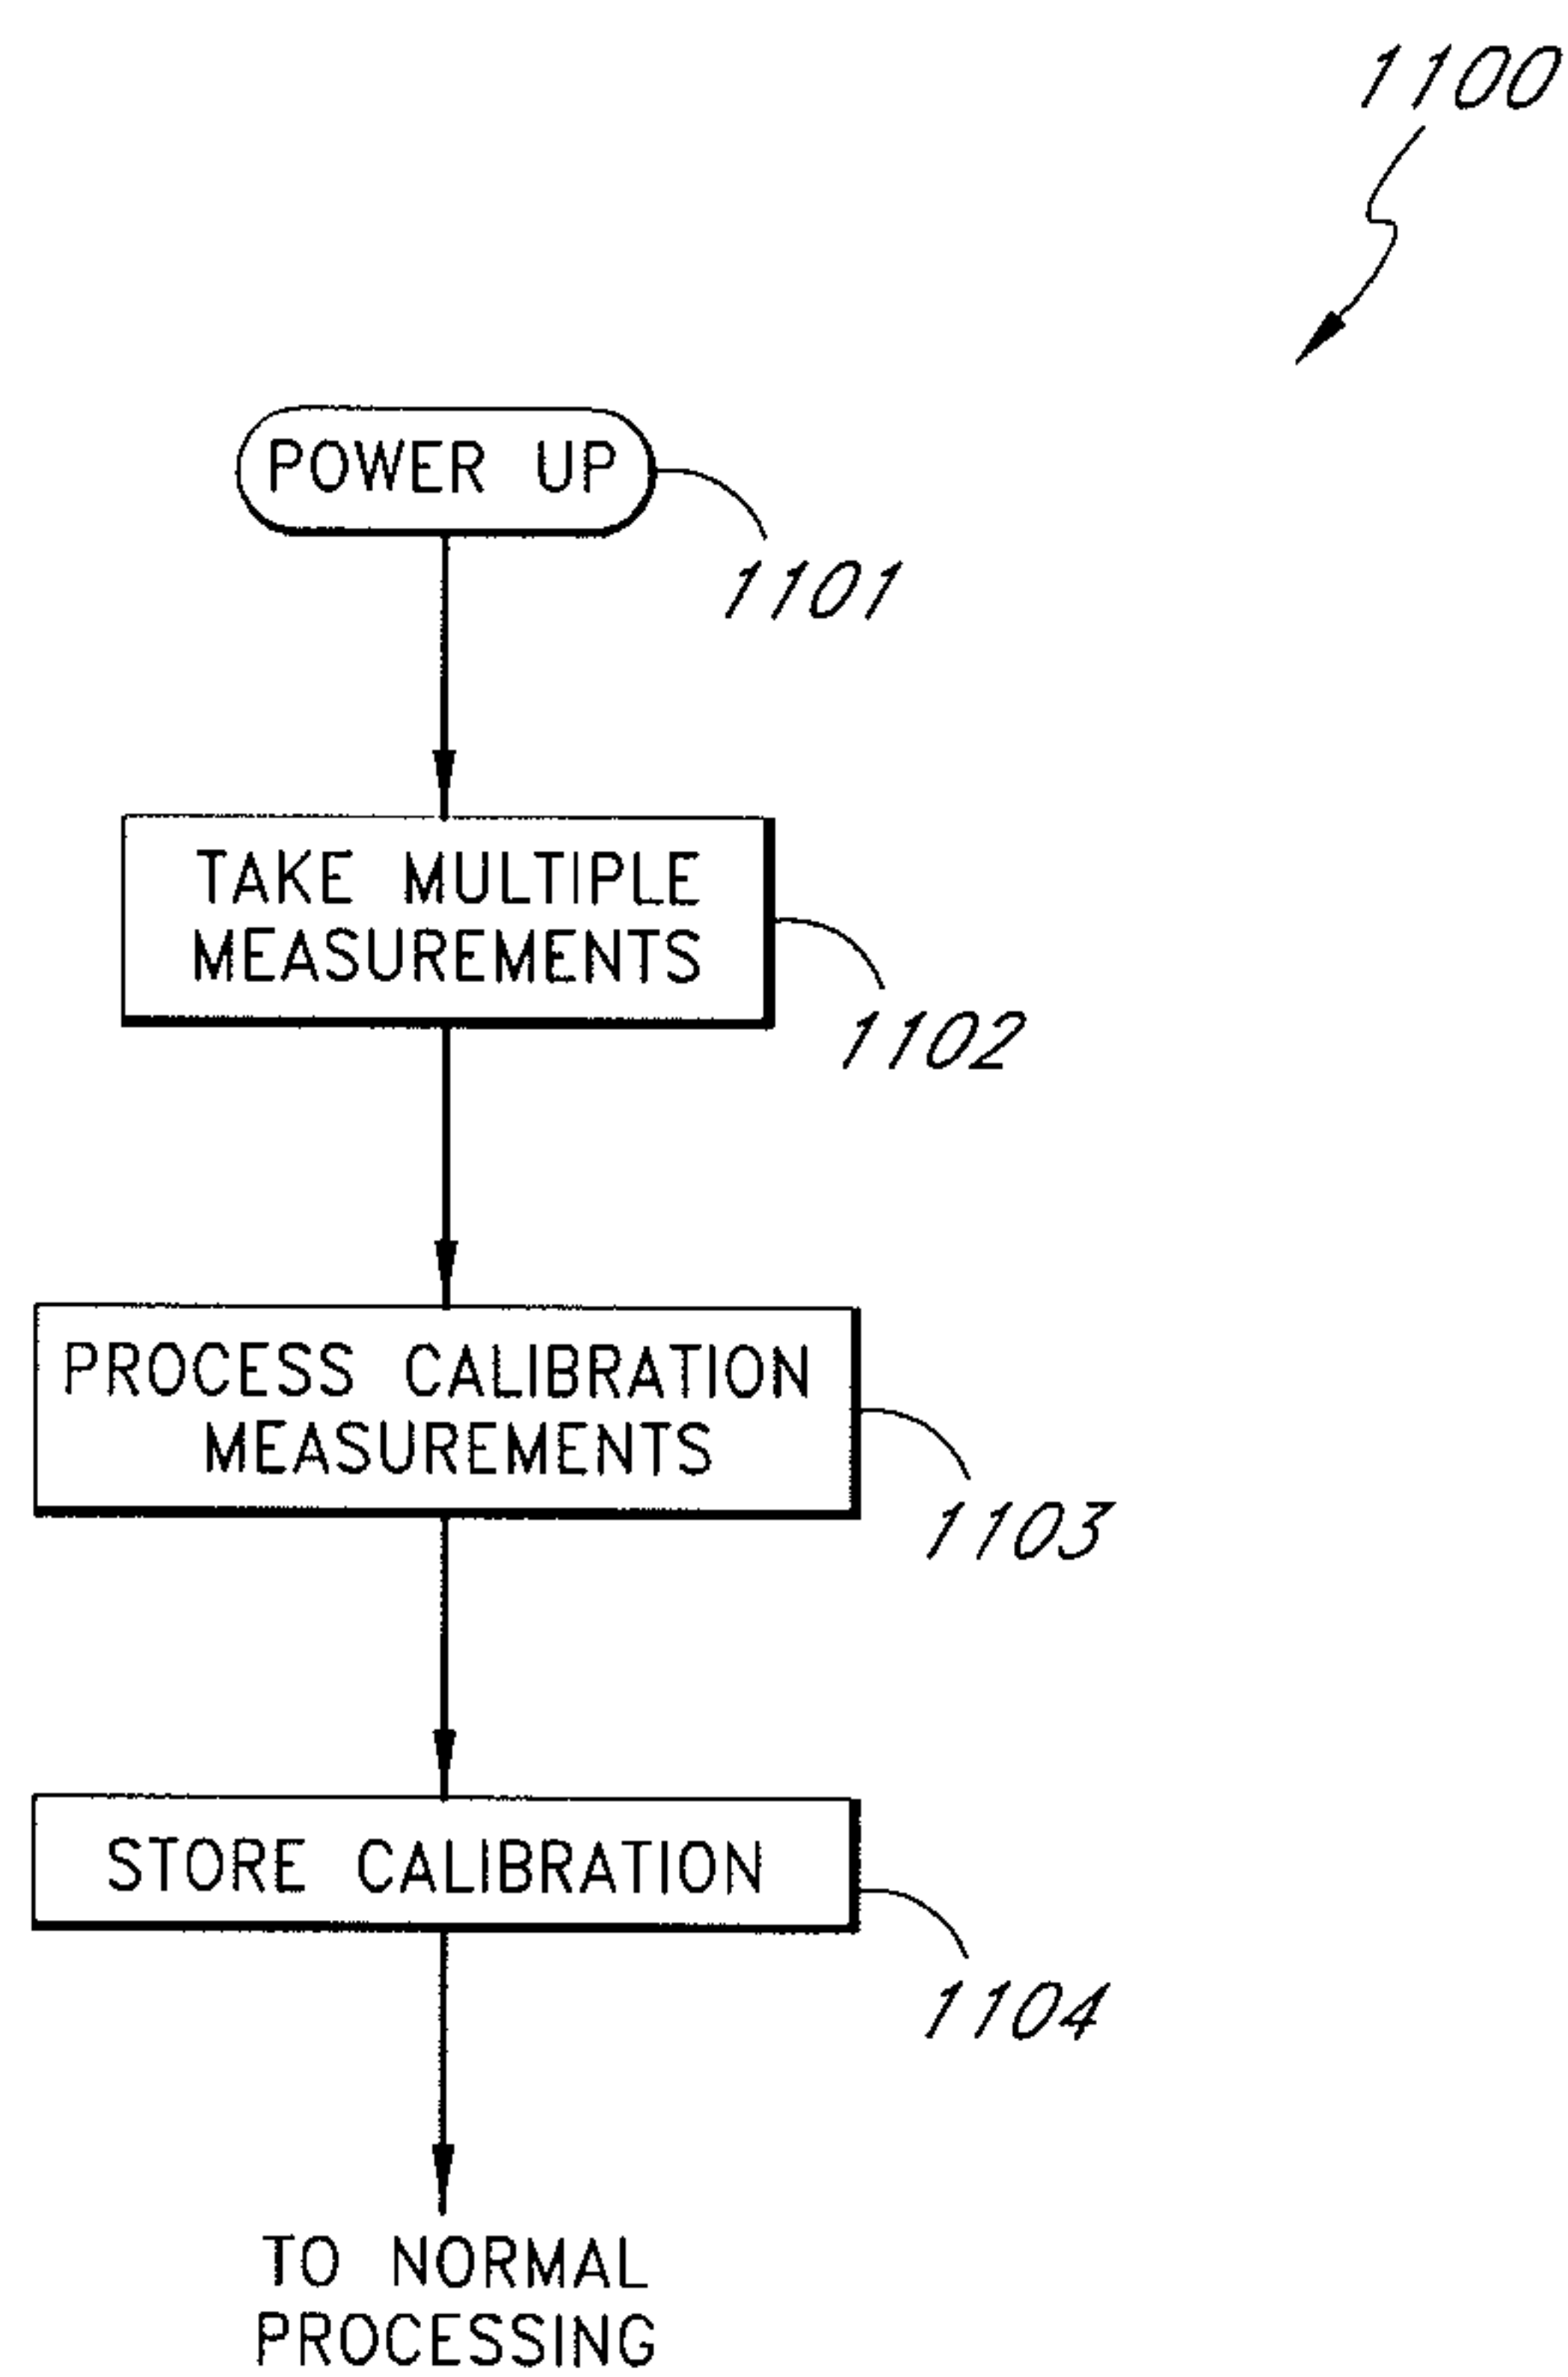 1100
POWER UP
1101
TAKE MULTIPLE
MEASUREMENTS
1102
PROCESS CALIBRATION
MEASUREMENTS
1103
STORE CALIBRATION
1104
TO NORMAL
PROCESSING